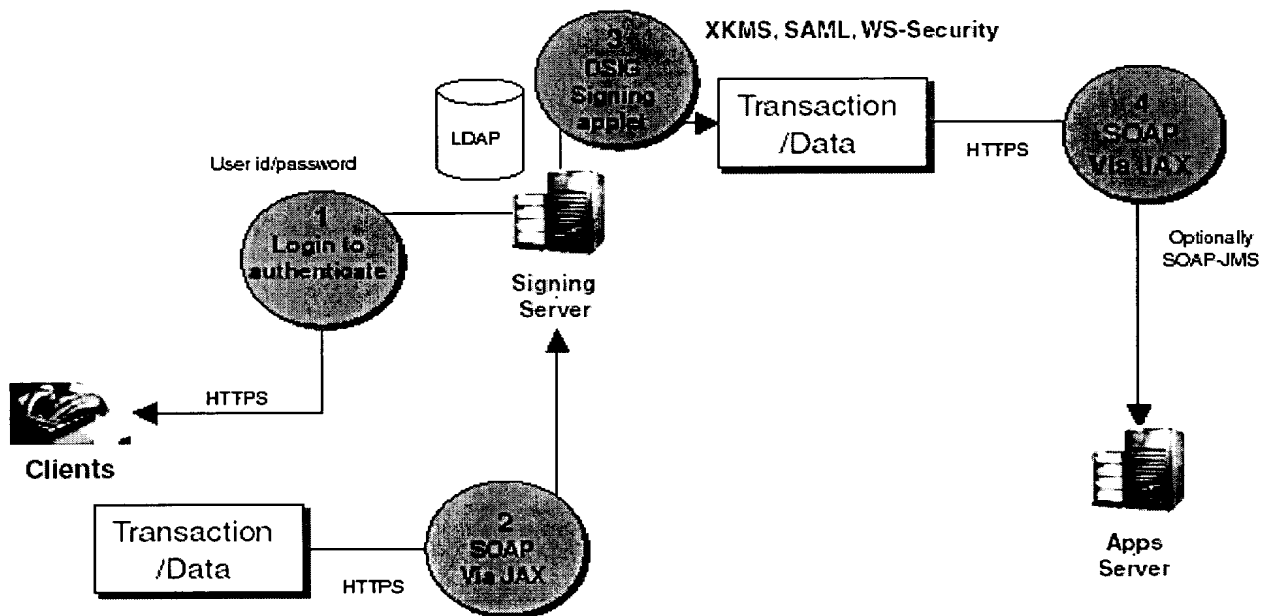 XKMS, SAML, WS-Security
3
DSIG
Signing
applet
LDAP
Transaction
/Data
HTTPS
4
SOAP
Via JAX
User id/password
1
Login to
authenticate
Signing
Server
Optionally
SOAP-JMS
HTTPS
Clients
Transaction
/Data
HTTPS
2
SOAP
Via JAX
Apps
Server